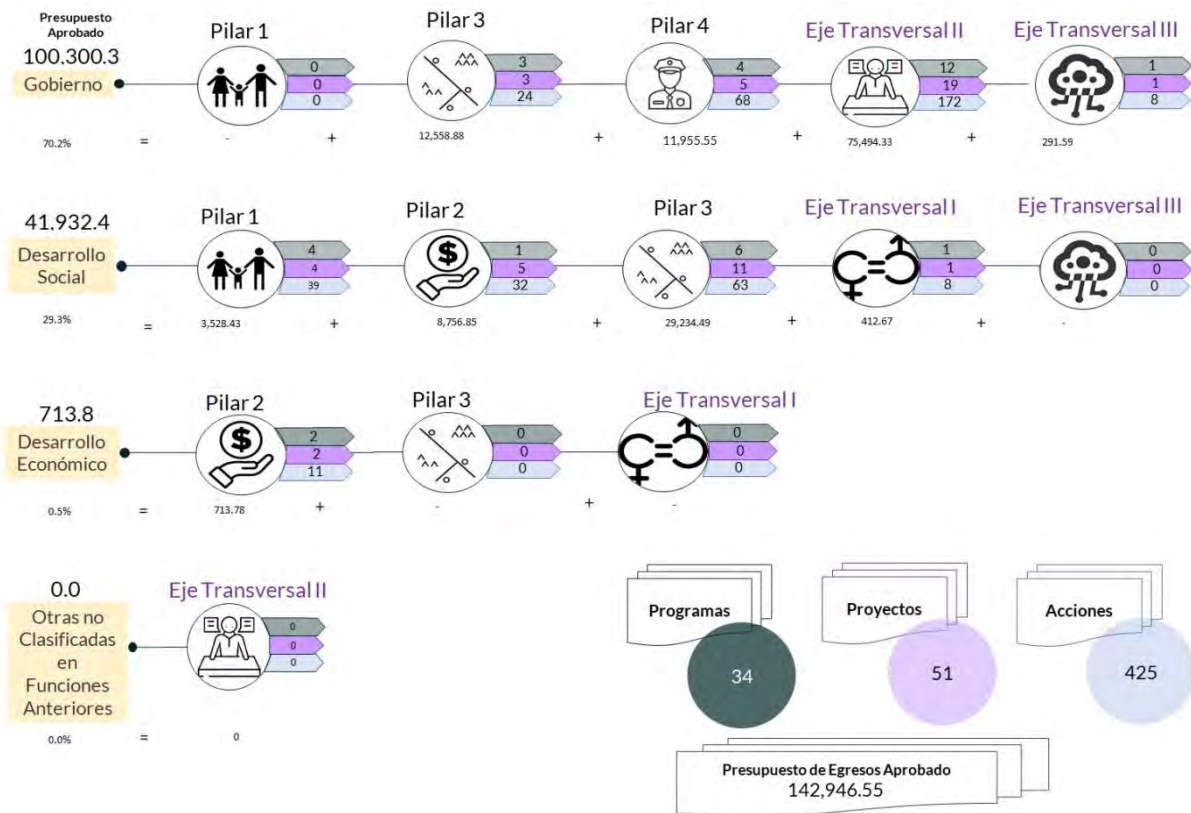 Presupuesto
Aprobado
100.300.3
Gobierno
70.2%
=
Pilar 1
0
0
0
-
+
Pilar 3
3
3
24
12,558.88
+
Pilar 4
4
5
68
11,955.55
+
Eje Transversal II
12
19
172
75,494.33
+
Eje Transversal III
1
1
8
291.59
41.932.4
Desarrollo
Social
29.3%
=
Pilar 1
4
4
39
3,528.43
+
Pilar 2
$
1
5
32
8,756.85
+
Pilar 3
6
11
63
29,234.49
+
Eje Transversal I
1
1
8
412.67
+
Eje Transversal III
0
0
0
-
713.8
Desarrollo
Económico
0.5%
=
Pilar 2
$
2
2
11
713.78
+
Pilar 3
0
0
0
-
+
Eje Transversal I
0
0
0
-
0.0
Otras no
Clasificadas
en
Funciones
Anteriores
0.0%
=
Eje Transversal II
0
0
0
0
Programas
34
Proyectos
51
Acciones
425
Presupuesto de Egresos Aprobado
142,946.55